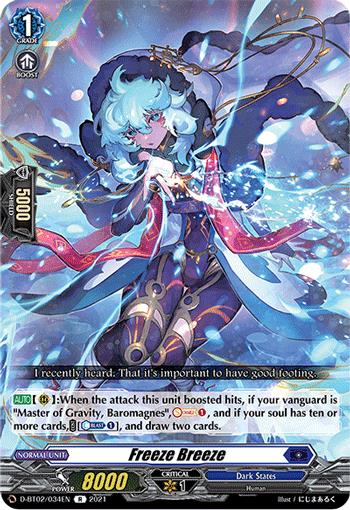 1
GRADE
BOOST
SHIELD
5000
I recently heard. That it's important to have good footing.
AUTO [ ]:When the attack this unit boosted hits, if your vanguard is
"Master of Gravity, Baromagnes", CHARGE 1, and if your soul has ten or
more cards, [ BLAST 1 ], and draw two cards.
NORMAL UNIT
Freeze Breeze
POWER 8000
CRITICAL
1
Dark States
Human
D-BT02/034EN R 2021
Illust / にじまあるく